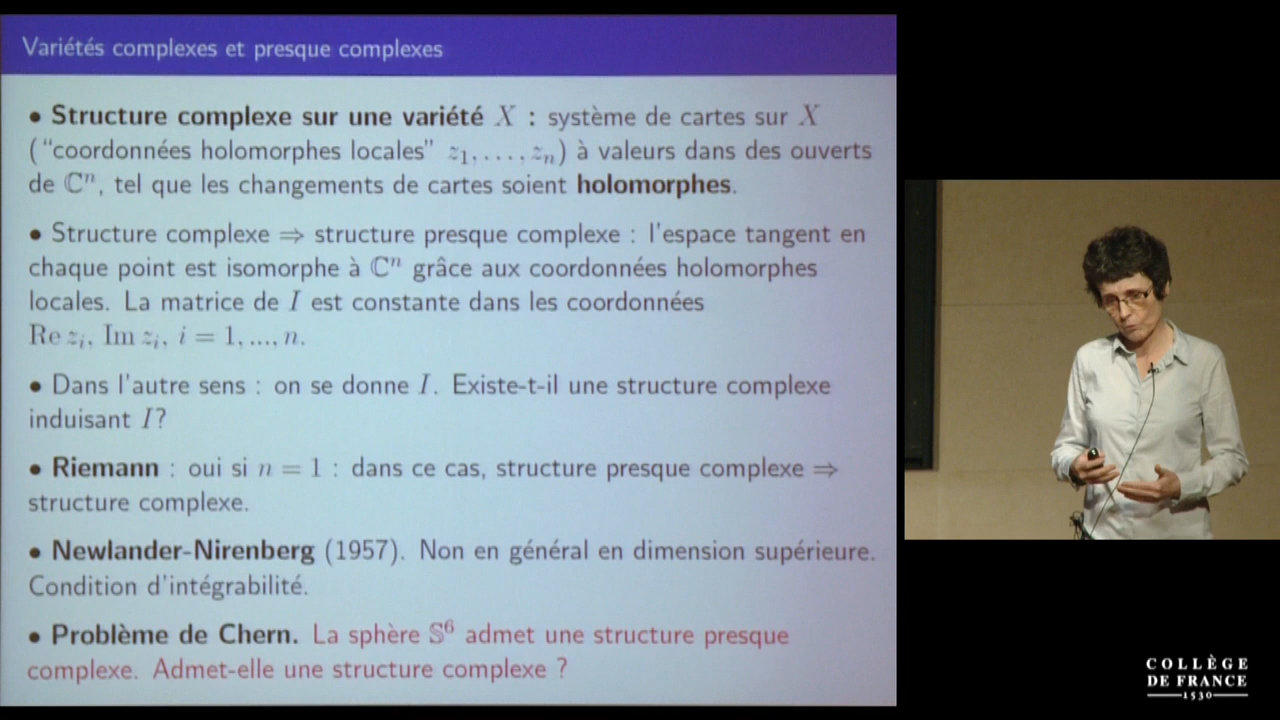 Variétés complexes et presque complexes
• Structure complexe sur une variété X : système de cartes sur X
(“coordonnées holomorphes locales” z₁, . . . , zₙ) à valeurs dans des ouverts
de ℂⁿ, tel que les changements de cartes soient holomorphes.
• Structure complexe ⇒ structure presque complexe : l'espace tangent en
chaque point est isomorphe à ℂⁿ grâce aux coordonnées holomorphes
locales. La matrice de I est constante dans les coordonnées
Re zᵢ, Im zᵢ, i = 1, ..., n.
• Dans l'autre sens : on se donne I. Existe-t-il une structure complexe
induisant I?
• Riemann : oui si n = 1 : dans ce cas, structure presque complexe ⇒
structure complexe.
• Newlander-Nirenberg (1957). Non en général en dimension supérieure.
Condition d'intégrabilité.
• Problème de Chern. La sphère 𝕊⁶ admet une structure presque
complexe. Admet-elle une structure complexe ?
COLLÈGE
DE FRANCE
1530